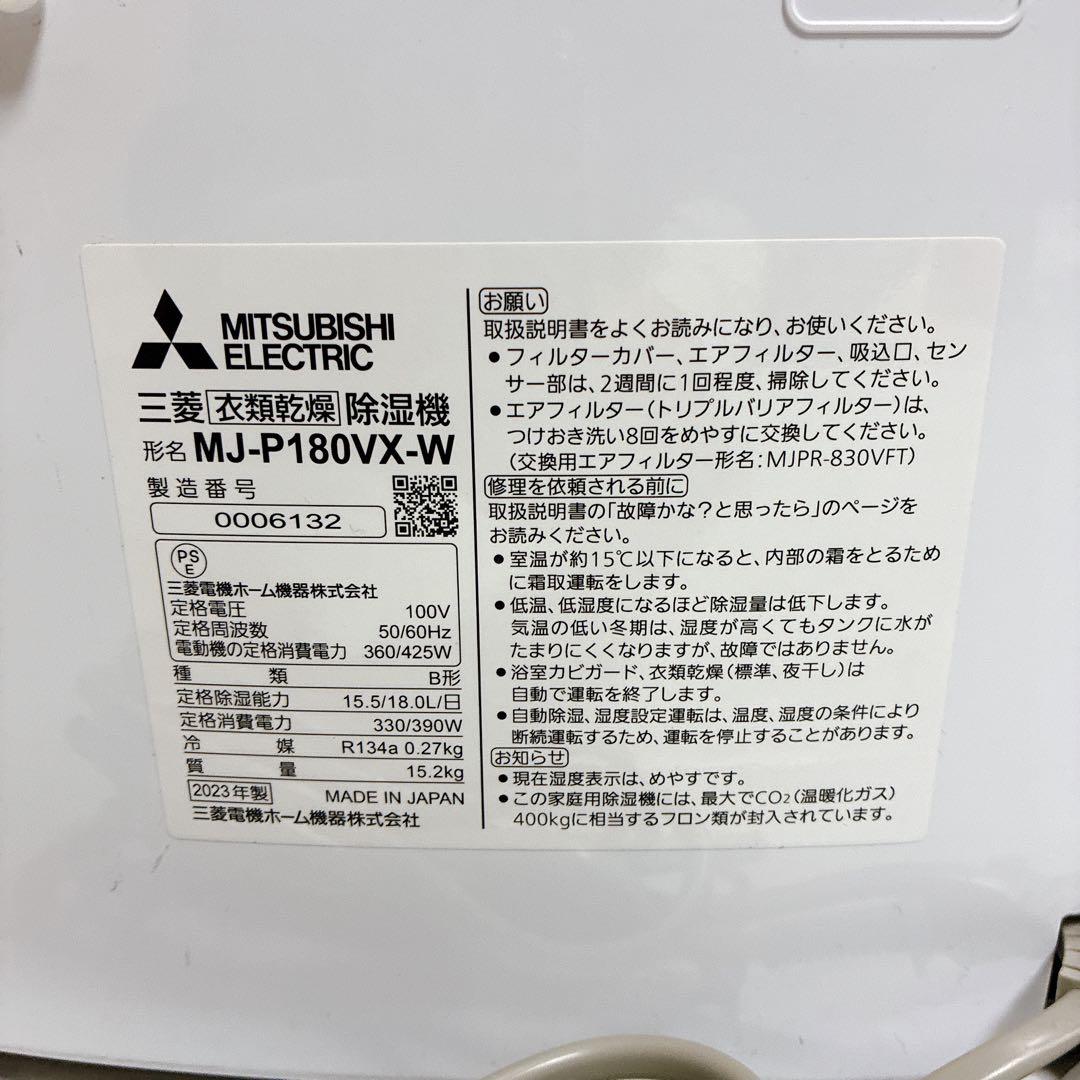 MITSUBISHI
ELECTRIC
三菱 衣類乾燥 除湿機
形名 MJ-P180VX-W
製造番号
0006132
PS
E
三菱電機ホーム機器株式会社
定格電圧 100V
定格周波数 50/60Hz
電動機の定格消費電力 360/425W
種類 B形
定格除湿能力 15.5/18.0L/日
定格消費電力 330/390W
冷媒 R134a 0.27kg
質量 15.2kg
2023年製 MADE IN JAPAN
三菱電機ホーム機器株式会社
お願い
取扱説明書をよくお読みになり、お使いください。
●フィルターカバー、エアフィルター、吸込口、セン
サー部は、2週間に1回程度、掃除してください。
●エアフィルター(トリプルバリアフィルター)は、
つけおき洗い8回をめやすに交換してください。
(交換用エアフィルター形名:MJPR-830VFT)
修理を依頼される前に
取扱説明書の「故障かな?と思ったら」のページを
お読みください。
●室温が約15℃以下になると、内部の霜をとるため
に霜取運転をします。
●低温、低湿度になるほど除湿量は低下します。
気温の低い冬期は、湿度が高くてもタンクに水が
たまりにくくなりますが、故障ではありません。
●浴室カビガード、衣類乾燥(標準、夜干し)は
自動で運転を終了します。
●自動除湿、湿度設定運転は、温度、湿度の条件により
断続運転するため、運転を停止することがあります。
お知らせ
●現在湿度表示は、めやすです。
●この家庭用除湿機には、最大でCO2(温暖化ガス)
400kgに相当するフロン類が封入されています。